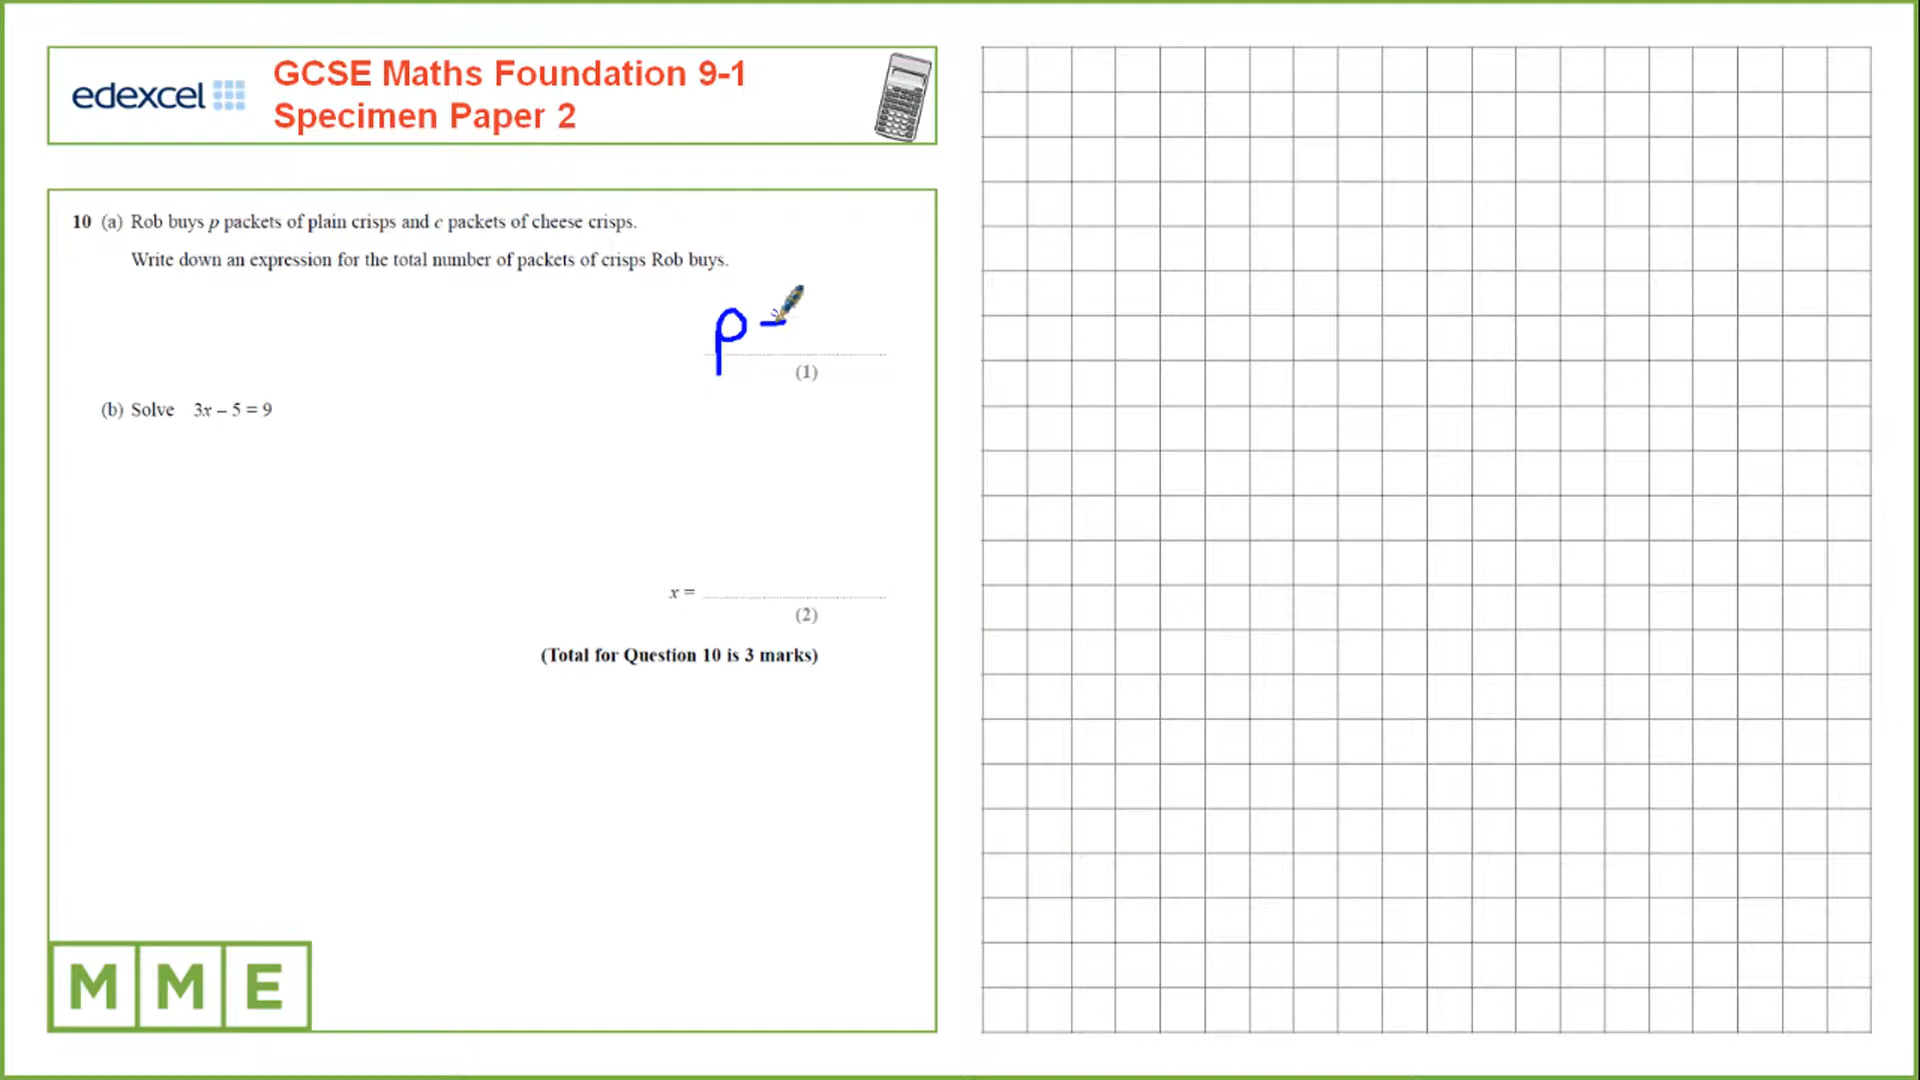 edexcel
GCSE Maths Foundation 9-1
Specimen Paper 2
10 (a) Rob buys p packets of plain crisps and c packets of cheese crisps.
Write down an expression for the total number of packets of crisps Rob buys.
p -
(1)
(b) Solve 3x – 5 = 9
x =
(2)
(Total for Question 10 is 3 marks)
MME